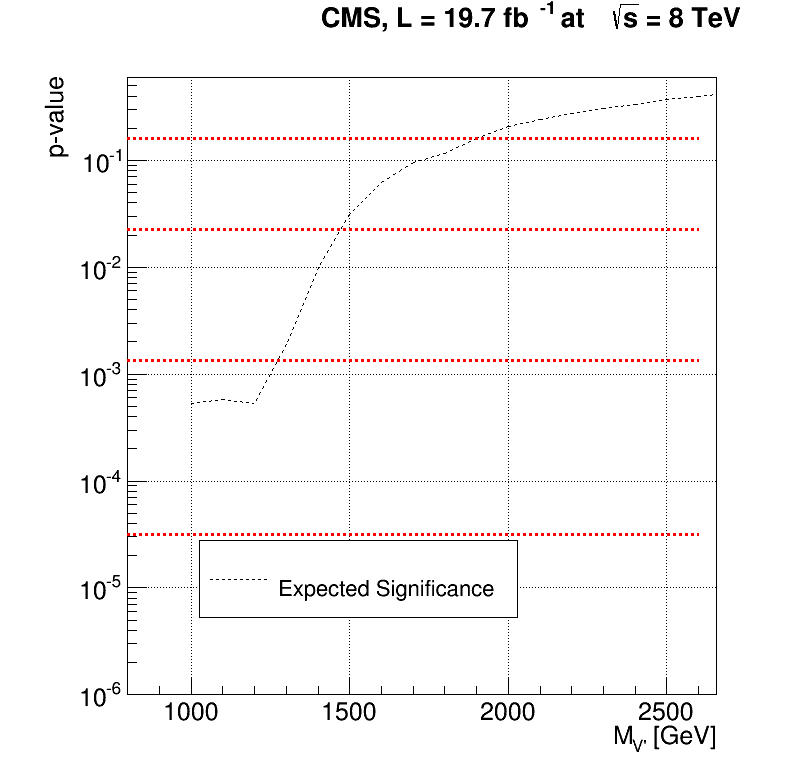 CMS, L = 19.7 fb -1 at √s = 8 TeV
p-value
10-1
10-2
10-3
10-4
10-5
10-6
Expected Significance
1000 1500 2000 2500
MV' [GeV]